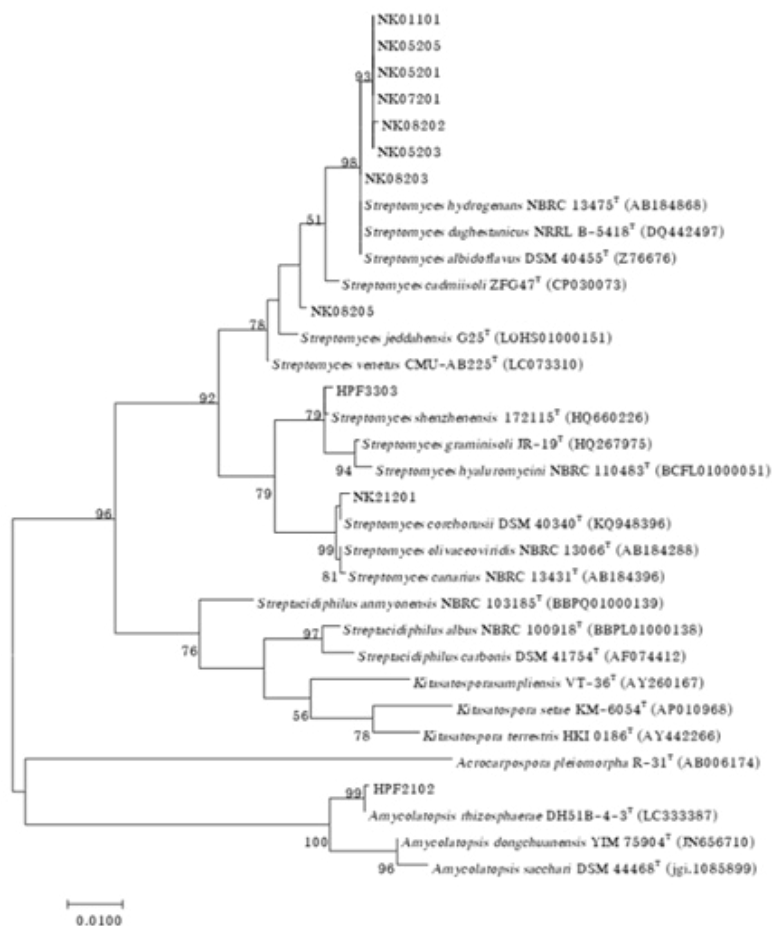 NK01101
NK05205
93
NK05201
NK07201
NK08202
NK05203
98
NK08203
Streptomyces hydrogenans NBRC 13475T (AB184868)
51
Streptomyces daghestanicus NRRL B-5418T (DQ442497)
Streptomyces albidoflavus DSM 40455T (Z76676)
Streptomyces cadmiisoli ZFG47T (CP030073)
NK08205
78
Streptomyces jeddahensis G25T (LOHS01000151)
Streptomyces venetus CMU-AB225T (LC073310)
92
HPF3303
79
Streptomyces shenzhenensis 172115T (HQ660226)
Streptomyces graminisoli JR-19T (HQ267975)
94
Streptomyces hyaluromycini NBRC 110483T (BCFL01000051)
79
NK21201
96
Streptomyces corchorusii DSM 40340T (KQ948396)
99
Streptomyces olivaceoviridis NBRC 13066T (AB184288)
81
Streptomyces canarius NBRC 13431T (AB184396)
Streptacidiphilus anmyonensis NBRC 103185T (BBPQ01000139)
97
Streptacidiphilus albus NBRC 100918T (BBPL01000138)
76
Streptacidiphilus carbonis DSM 41754T (AF074412)
Kitasatosporasampliensis VT-36T (AY260167)
56
Kitasatospora setae KM-6054T (AP010968)
78
Kitasatospora terrestris HKI 0186T (AY442266)
Acrocarpospora pleiomorpha R-31T (AB006174)
99
HPF2102
Amycolatopsis rhizosphaerae DH51B-4-3T (LC333387)
100
Amycolatopsis dongchuanensis YIM 75904T (JN656710)
96
Amycolatopsis sacchari DSM 44468T (jgi.1085899)
0.0100